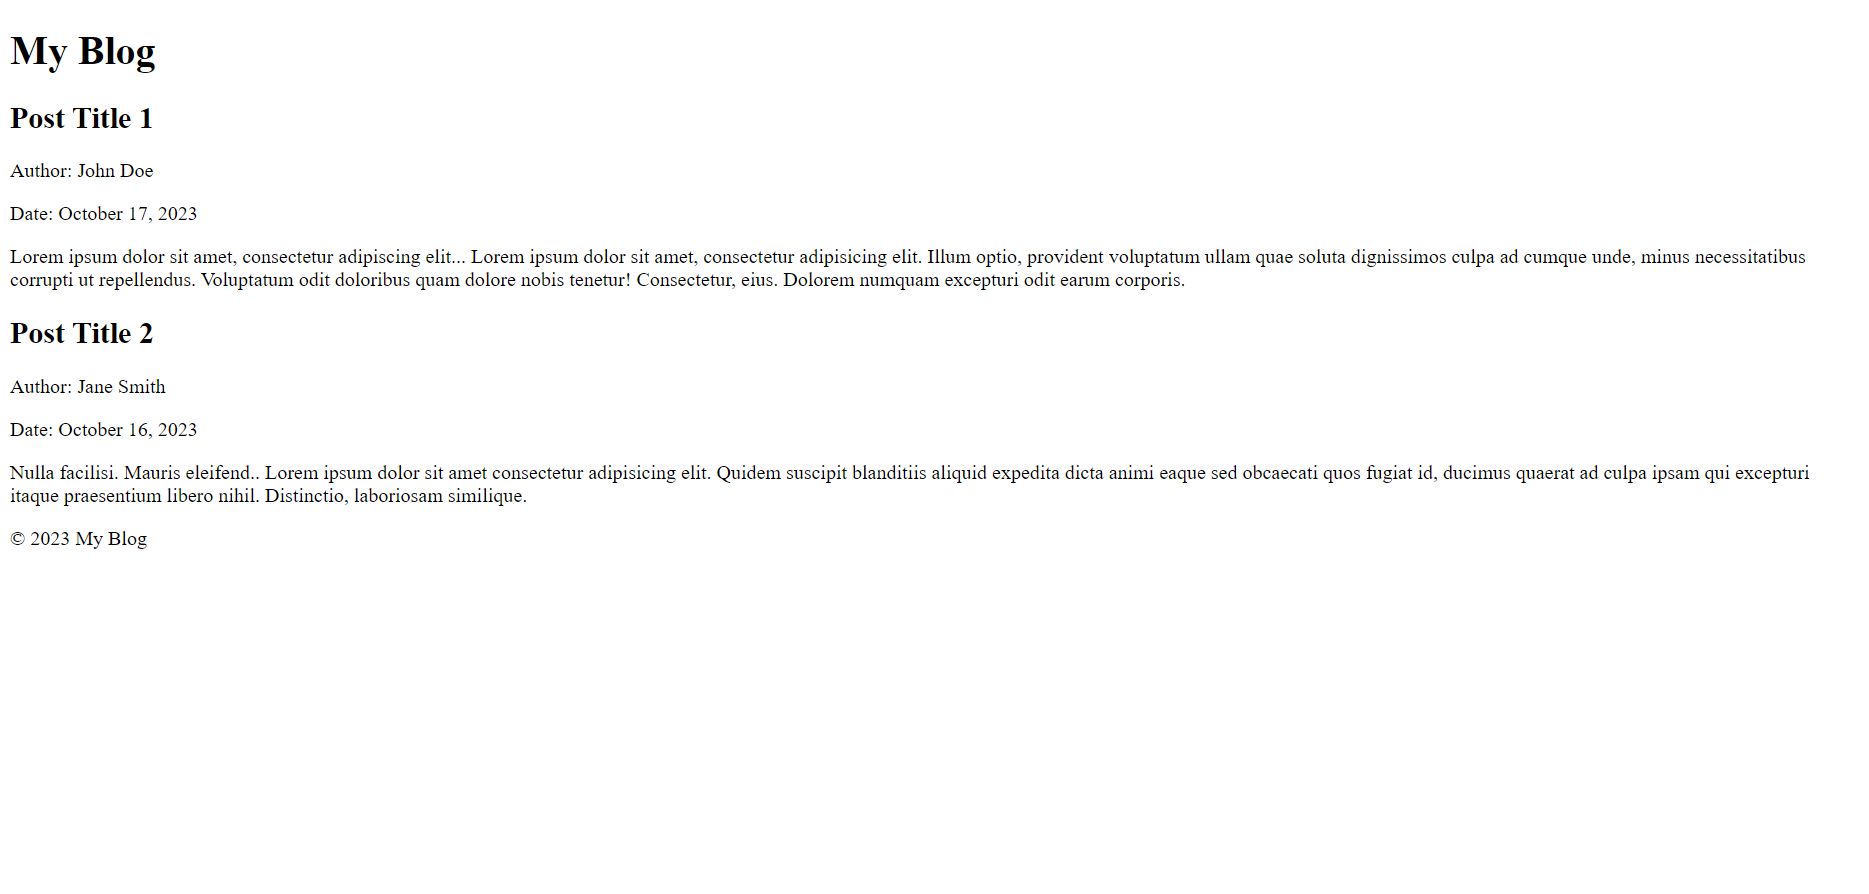 My Blog
Post Title 1
Author: John Doe
Date: October 17, 2023
Lorem ipsum dolor sit amet, consectetur adipiscing elit... Lorem ipsum dolor sit amet, consectetur adipisicing elit. Illum optio, provident voluptatum ullam quae soluta dignissimos culpa ad cumque unde, minus necessitatibus
corrupti ut repellendus. Voluptatum odit doloribus quam dolore nobis tenetur! Consectetur, eius. Dolorem numquam excepturi odit earum corporis.
Post Title 2
Author: Jane Smith
Date: October 16, 2023
Nulla facilisi. Mauris eleifend.. Lorem ipsum dolor sit amet consectetur adipisicing elit. Quidem suscipit blanditiis aliquid expedita dicta animi eaque sed obcaecati quos fugiat id, ducimus quaerat ad culpa ipsam qui excepturi
itaque praesentium libero nihil. Distinctio, laboriosam similique.
© 2023 My Blog